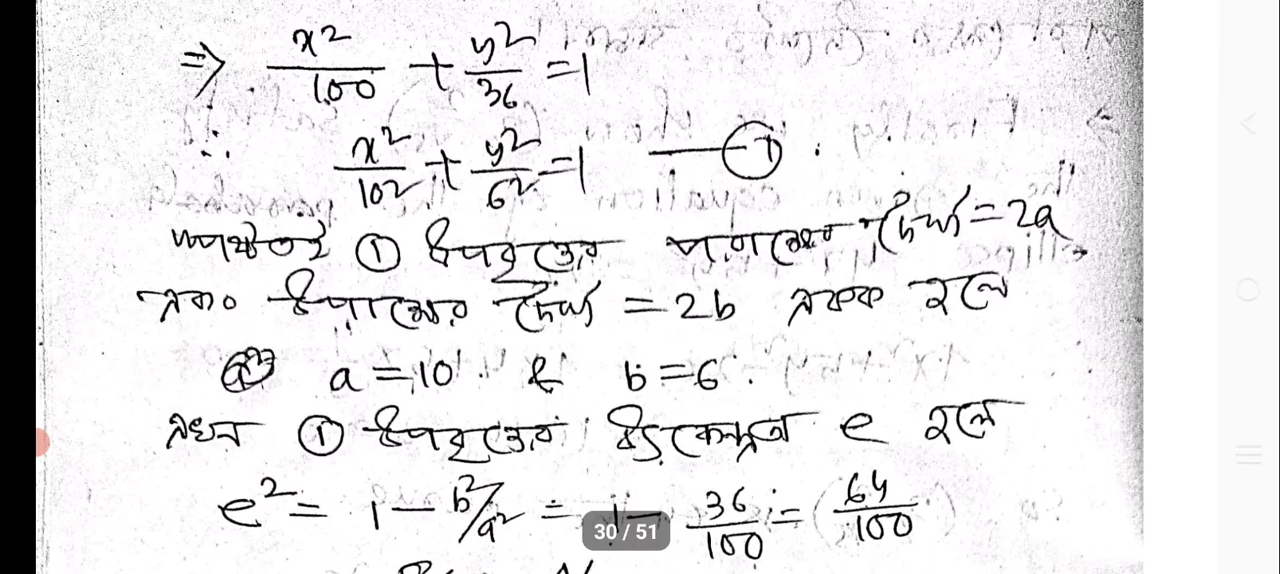 ⇒ x²/100 + y²/36 = 1
∴ x²/10² + y²/6² = 1 —— ①.
স্পষ্টতই ① উপবৃত্তের পরাক্ষের দৈর্ঘ্য = 2a
এবং উপাক্ষের দৈর্ঘ্য = 2b একক হলে
a = 10 & b = 6.
এখন ① উপবৃত্তের উৎকেন্দ্রতা e হলে
e² = 1 − b²/a² = 1 − 36/100 = 64/100
30 / 51